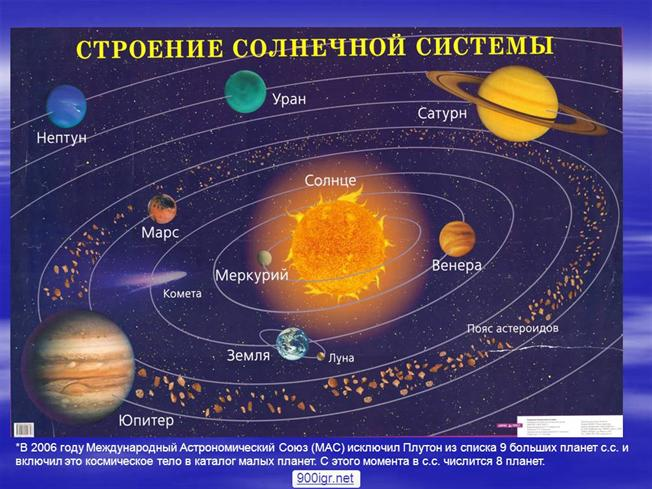 СТРОЕНИЕ СОЛНЕЧНОЙ СИСТЕМЫ
Уран
Сатурн
Нептун
Солнце
Марс
Венера
Меркурий
Комета
Пояс астероидов
Земля
Луна
Юпитер
*В 2006 году Международный Астрономический Союз (МАС) исключил Плутон из списка 9 больших планет с.с. и
включил это космическое тело в каталог малых планет. С этого момента в с.с. числится 8 планет.
900igr.net